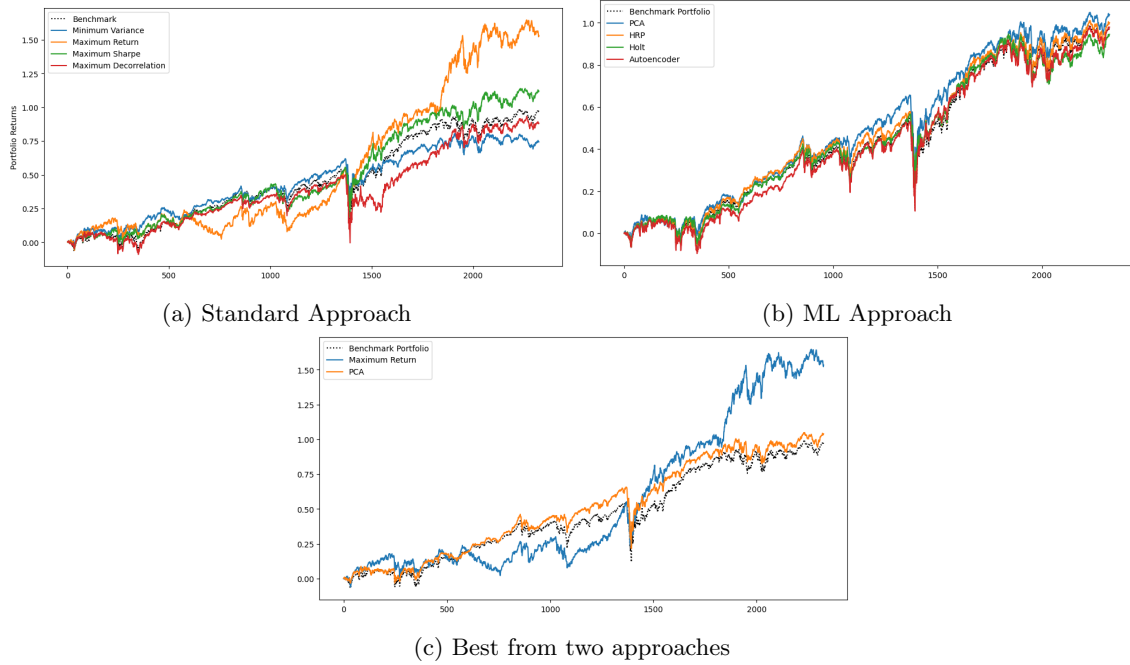 Benchmark
Minimum Variance
Maximum Return
Maximum Sharpe
Maximum Decorrelation
Portfolio Returns
1.50
1.25
1.00
0.75
0.50
0.25
0.00
0 500 1000 1500 2000
(a) Standard Approach
Benchmark Portfolio
PCA
HRP
Holt
Autoencoder
1.0
0.8
0.6
0.4
0.2
0.0
0 500 1000 1500 2000
(b) ML Approach
Benchmark Portfolio
Maximum Return
PCA
1.50
1.25
1.00
0.75
0.50
0.25
0.00
0 500 1000 1500 2000
(c) Best from two approaches